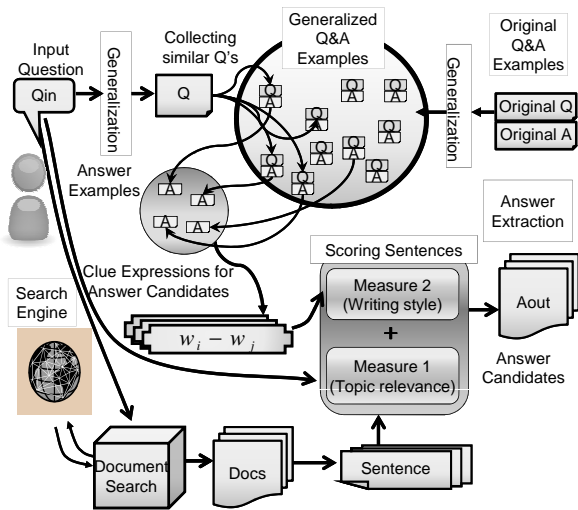 Input
Question
Qin
Generalization
Collecting
similar Q's
Q
Generalized
Q&A
Examples
Q
A
Q
A
Q
A
Q
A
Q
A
Q
A
Q
A
Q
A
Q
A
Q
A
Generalization
Original
Q&A
Examples
Original Q
Original A
Answer
Examples
A
A
A
A
Clue Expressions for
Answer Candidates
w_i − w_j
Scoring Sentences
Measure 2
(Writing style)
+
Measure 1
(Topic relevance)
Answer
Extraction
Aout
Answer
Candidates
Search
Engine
Document
Search
Docs
Sentence